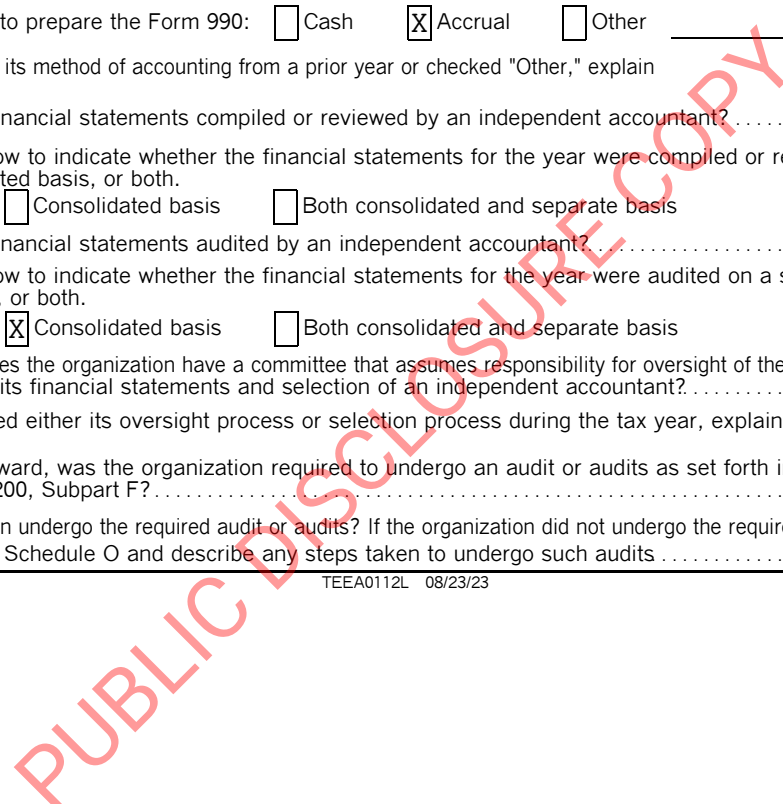 to prepare the Form 990: Cash X Accrual Other
its method of accounting from a prior year or checked "Other," explain
nancial statements compiled or reviewed by an independent accountant?
ow to indicate whether the financial statements for the year were compiled or re
ted basis, or both.
Consolidated basis Both consolidated and separate basis
nancial statements audited by an independent accountant?
ow to indicate whether the financial statements for the year were audited on a s
, or both.
X Consolidated basis Both consolidated and separate basis
es the organization have a committee that assumes responsibility for oversight of the
its financial statements and selection of an independent accountant?
ed either its oversight process or selection process during the tax year, explain
ward, was the organization required to undergo an audit or audits as set forth i
200, Subpart F?
n undergo the required audit or audits? If the organization did not undergo the require
Schedule O and describe any steps taken to undergo such audits
TEEA0112L 08/23/23
PUBLIC DISCLOSURE COPY